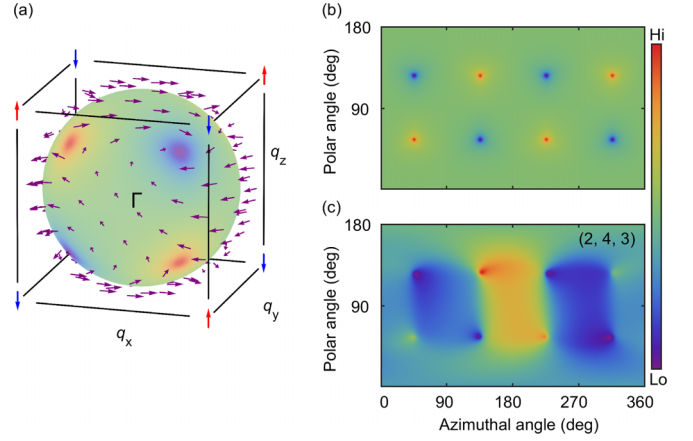 (a)
Γ
q_z
q_y
q_x
(b)
Polar angle (deg)
180
90
Hi
(c)
(2, 4, 3)
Polar angle (deg)
180
90
0
90
180
270
360
Azimuthal angle (deg)
Lo